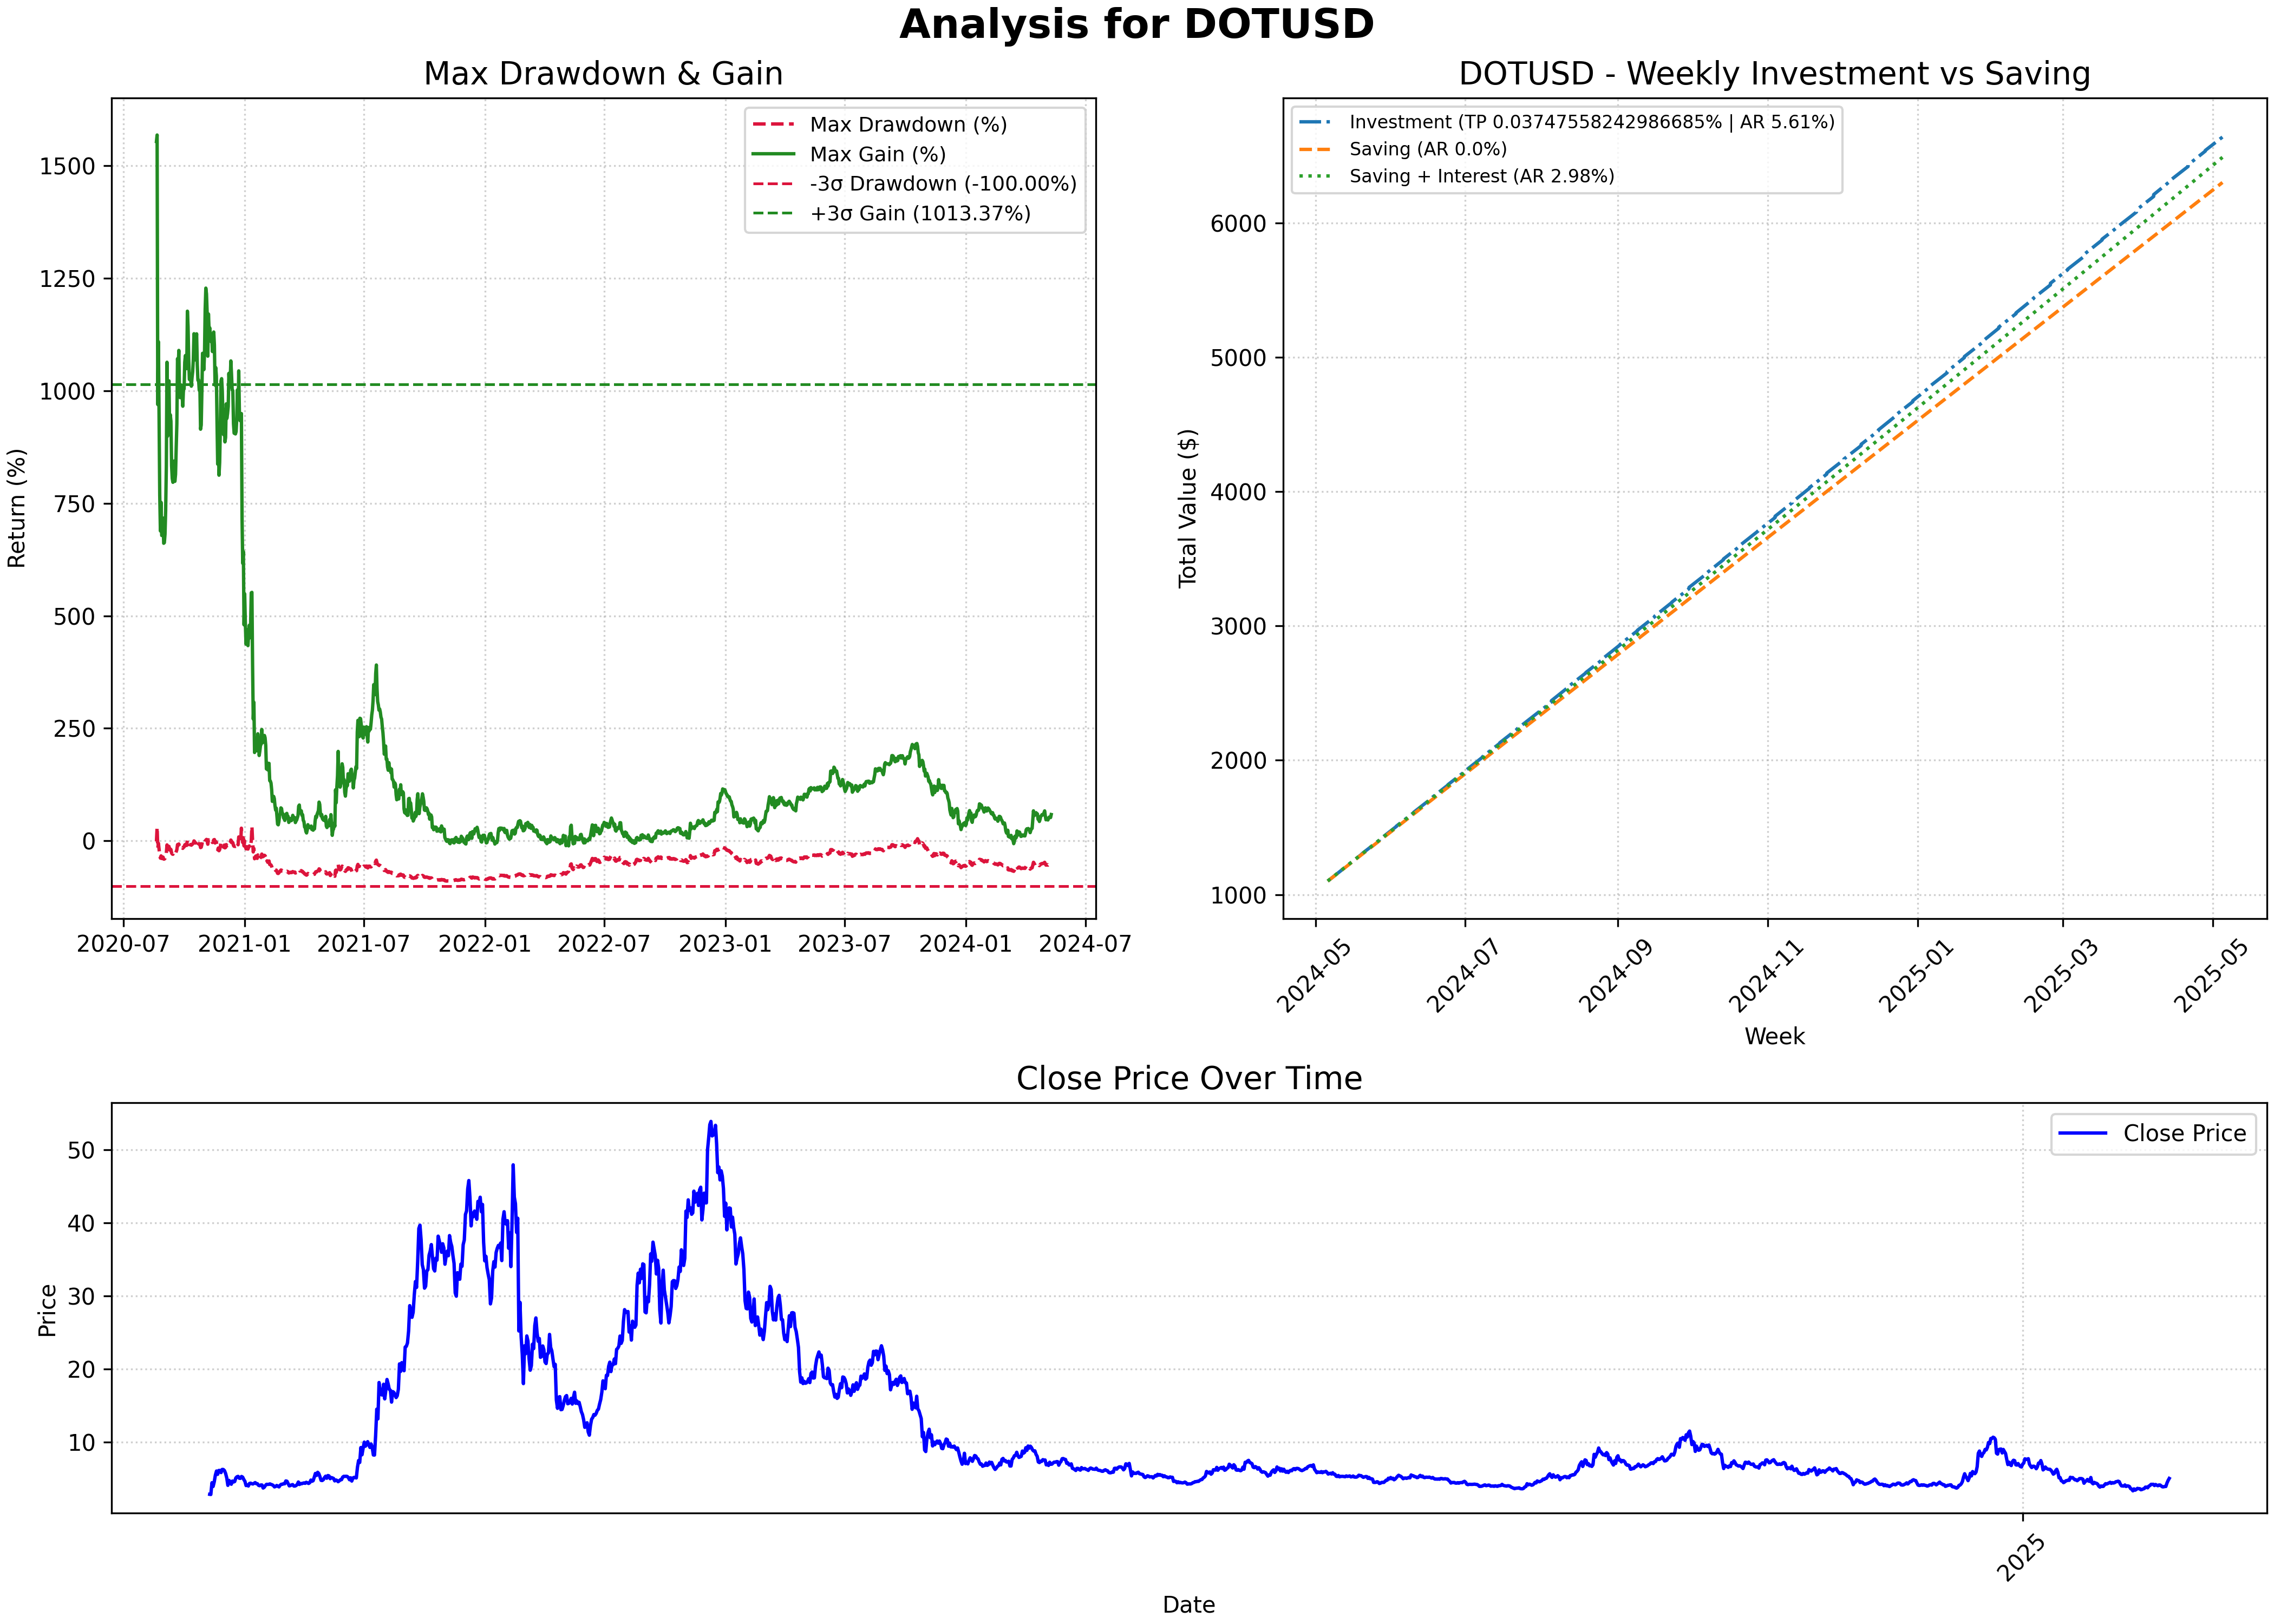 Analysis for DOTUSD
Max Drawdown & Gain
Return (%)
1500
1250
1000
750
500
250
0
Max Drawdown (%)
Max Gain (%)
-3σ Drawdown (-100.00%)
+3σ Gain (1013.37%)
2020-07 2021-01 2021-07 2022-01 2022-07 2023-01 2023-07 2024-01 2024-07
DOTUSD - Weekly Investment vs Saving
Total Value ($)
6000
5000
4000
3000
2000
1000
Investment (TP 0.03747558242986685% | AR 5.61%)
Saving (AR 0.0%)
Saving + Interest (AR 2.98%)
2024-05 2024-07 2024-09 2024-11 2025-01 2025-03 2025-05
Week
Close Price Over Time
Price
50
40
30
20
10
Close Price
2025
Date